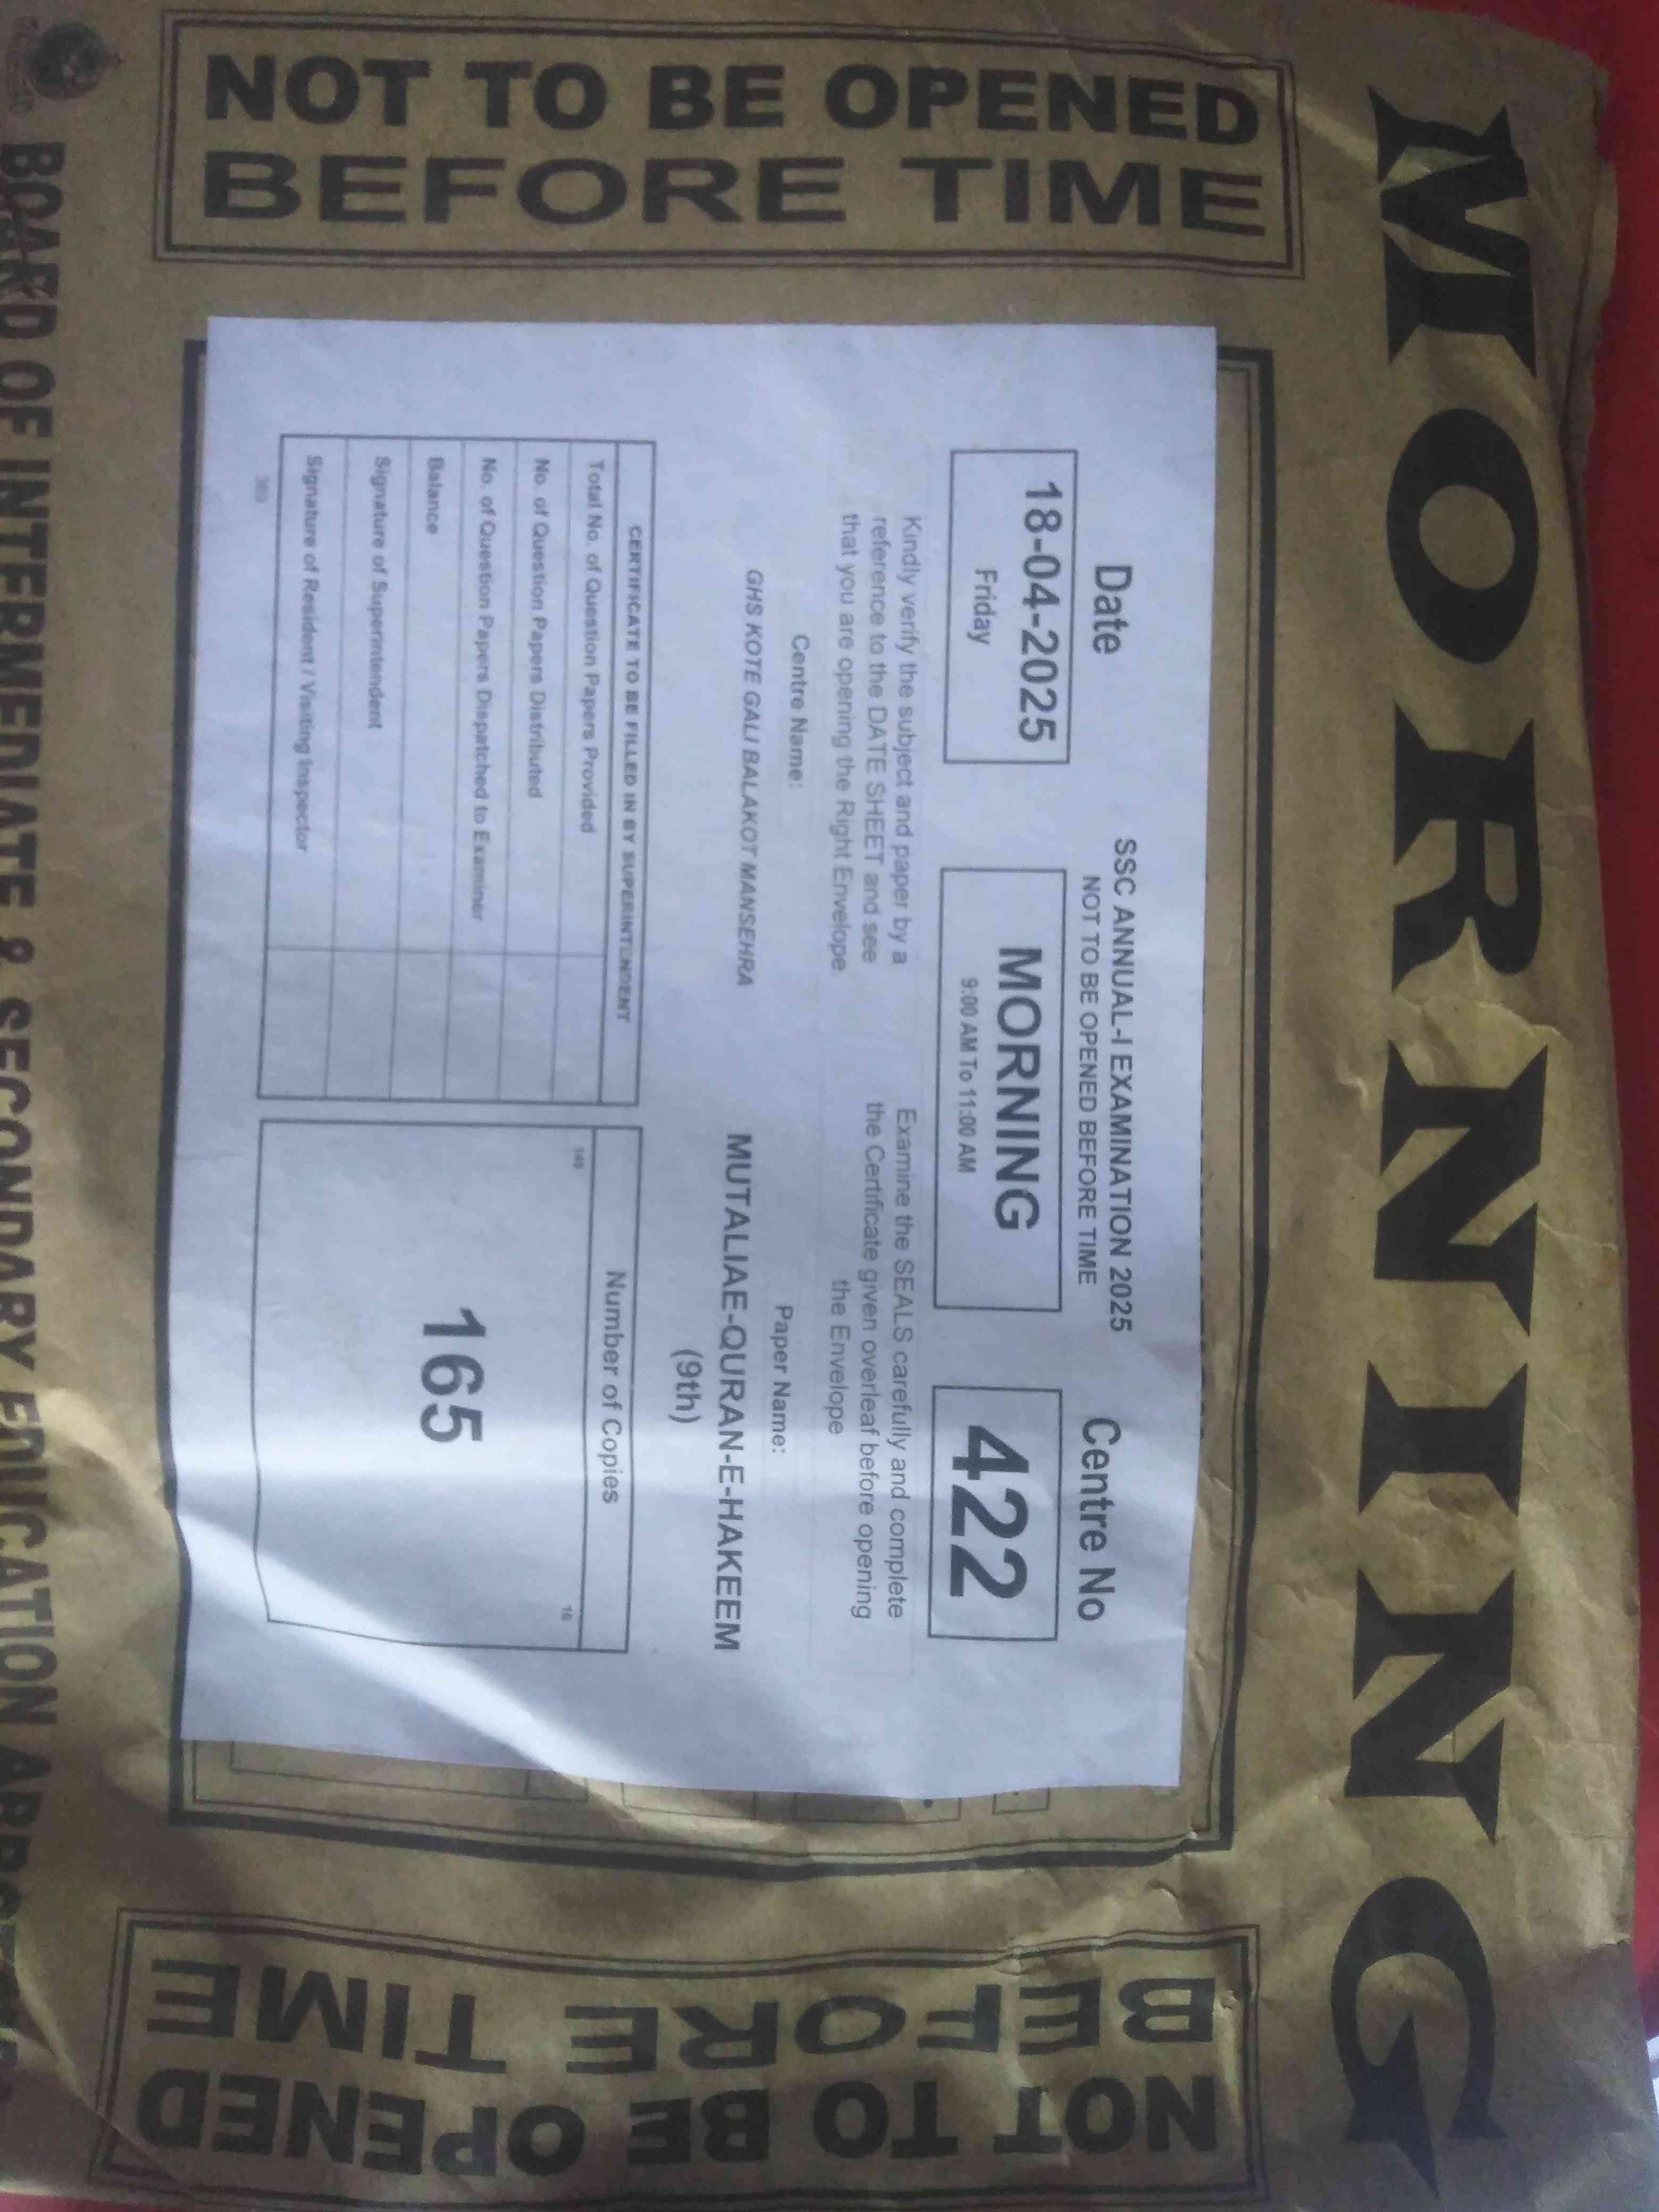 MORNING
NOT TO BE OPENED
BEFORE TIME
SSC ANNUAL-I EXAMINATION 2025
NOT TO BE OPENED BEFORE TIME
Date
18-04-2025
Friday
MORNING
9:00 AM To 11:00 AM
Centre No
422
Kindly verify the subject and paper by a
reference to the DATE SHEET and see
that you are opening the Right Envelope
Examine the SEALS carefully and complete
the Certificate given overleaf before opening
the Envelope
Centre Name:
GHS KOTE GALI BALAKOT MANSEHRA
Paper Name:
MUTALIAE-QURAN-E-HAKEEM
(9th)
CERTIFICATE TO BE FILLED IN BY SUPERINTENDENT
Total No. of Question Papers Provided
No. of Question Papers Distributed
No. of Question Papers Dispatched to Examiner
Balance
Signature of Superintendent
Signature of Resident / Visiting Inspector
Number of Copies
149
16
165
NOT TO BE OPENED
BEFORE TIME
BOARD OF INTERMEDIATE & SECONDARY EDUCATION